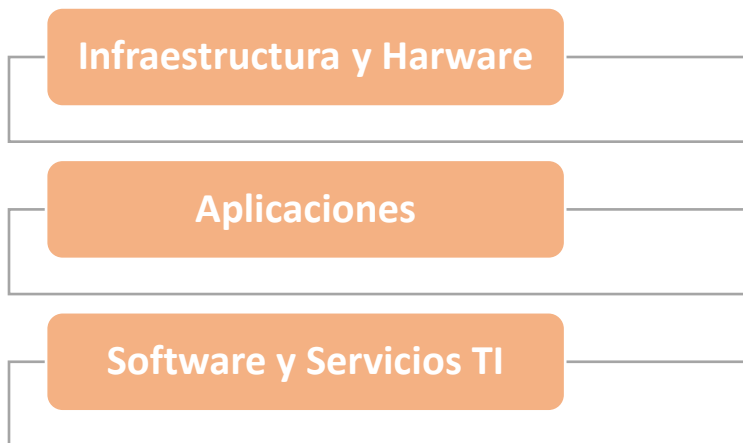 Infraestructura y Harware
Aplicaciones
Software y Servicios TI